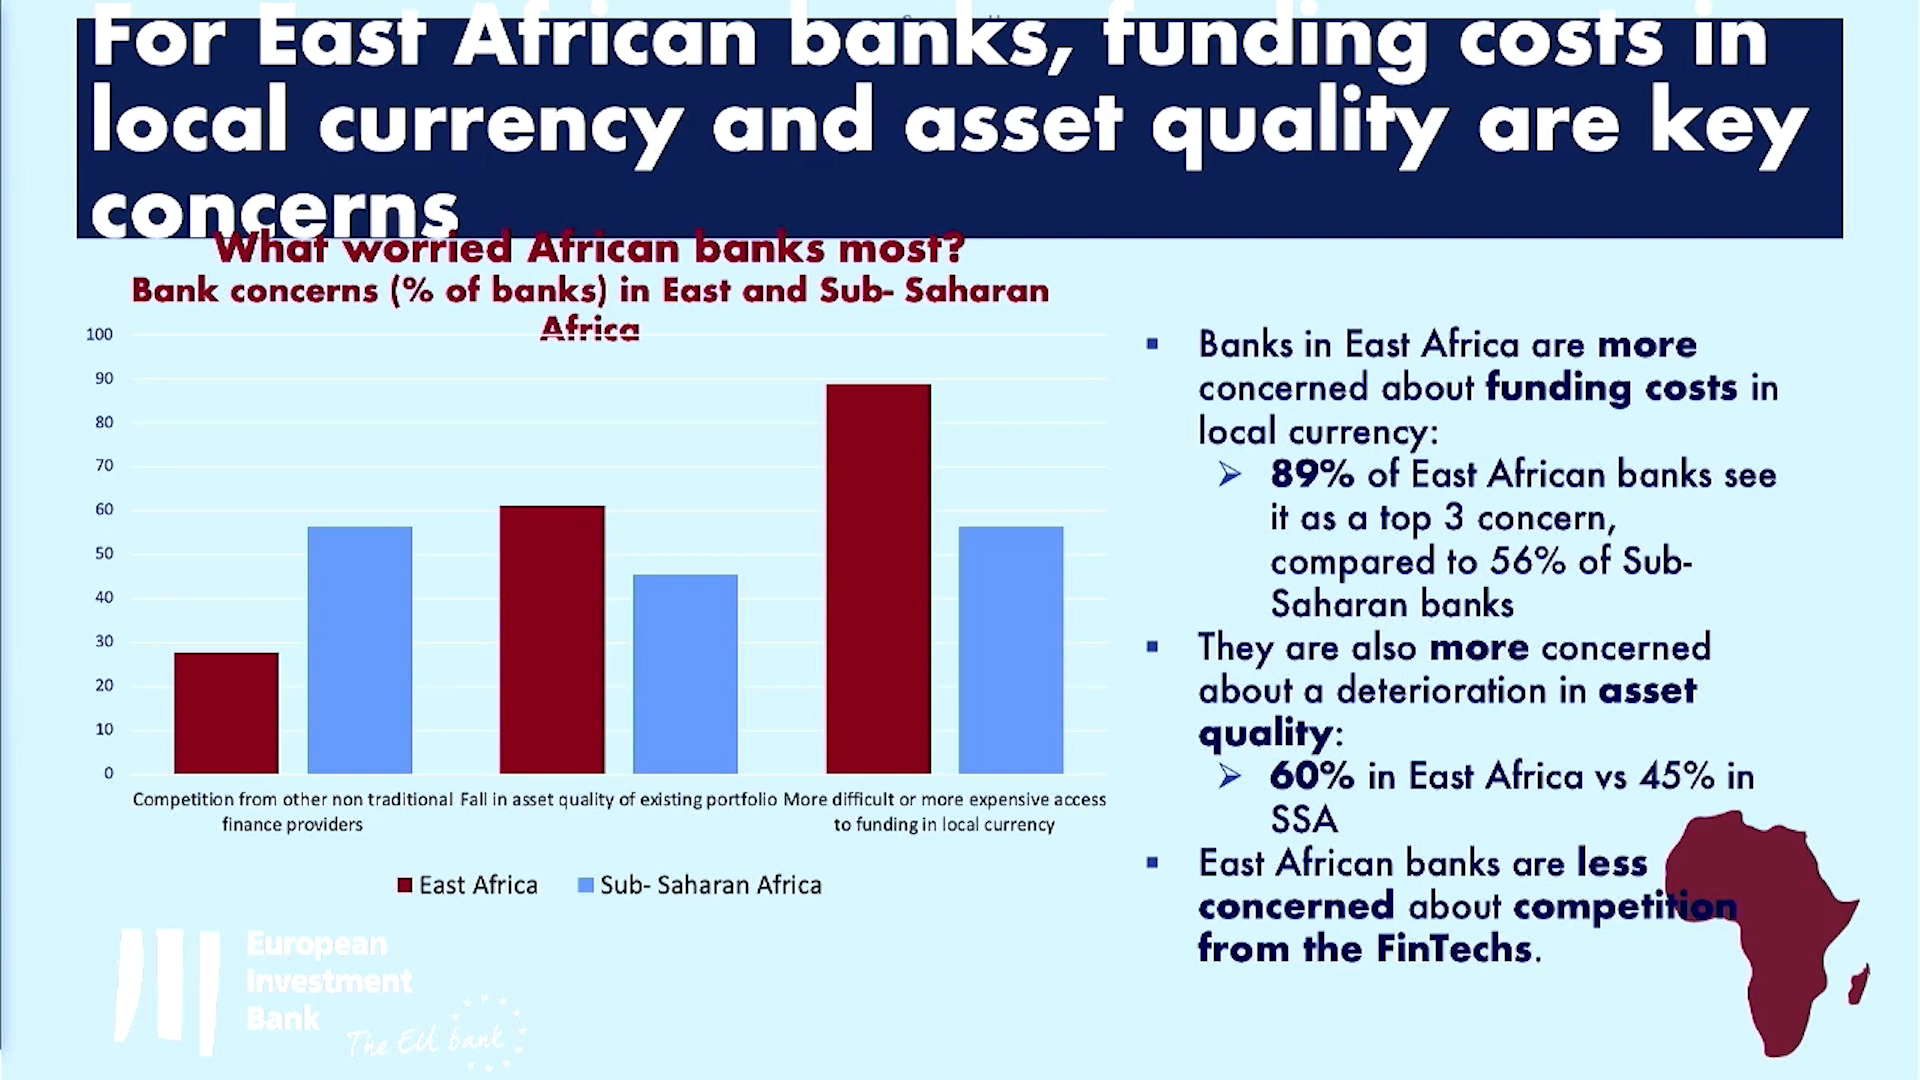 For East African banks, funding costs in
local currency and asset quality are key
concerns
What worried African banks most?
Bank concerns (% of banks) in East and Sub- Saharan
Africa
100
90
80
70
60
50
40
30
20
10
0
Competition from other non traditional
finance providers
Fall in asset quality of existing portfolio
More difficult or more expensive access
to funding in local currency
East Africa
Sub- Saharan Africa
Banks in East Africa are more
concerned about funding costs in
local currency:
89% of East African banks see
it as a top 3 concern,
compared to 56% of Sub-
Saharan banks
They are also more concerned
about a deterioration in asset
quality:
60% in East Africa vs 45% in
SSA
East African banks are less
concerned about competition
from the FinTechs.
European
Investment
Bank
The EU bank